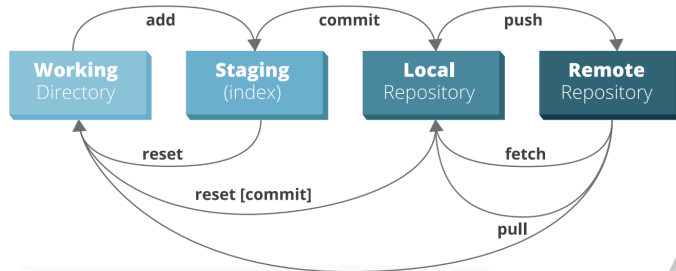 add
commit
push
Working
Directory
Staging
(index)
Local
Repository
Remote
Repository
reset
fetch
reset [commit]
pull